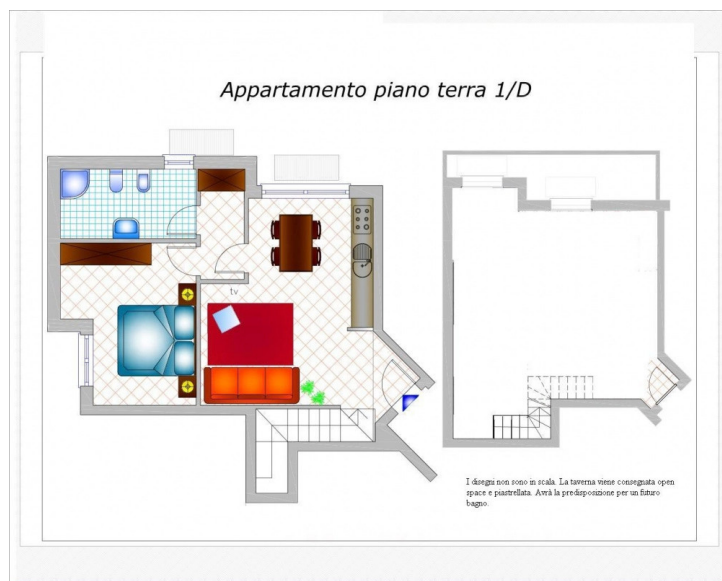 Appartamento piano terra 1/D
tv
I disegni non sono in scala. La taverna viene consegnata open
space e piastrellata. Avrà la predisposizione per un futuro
bagno.